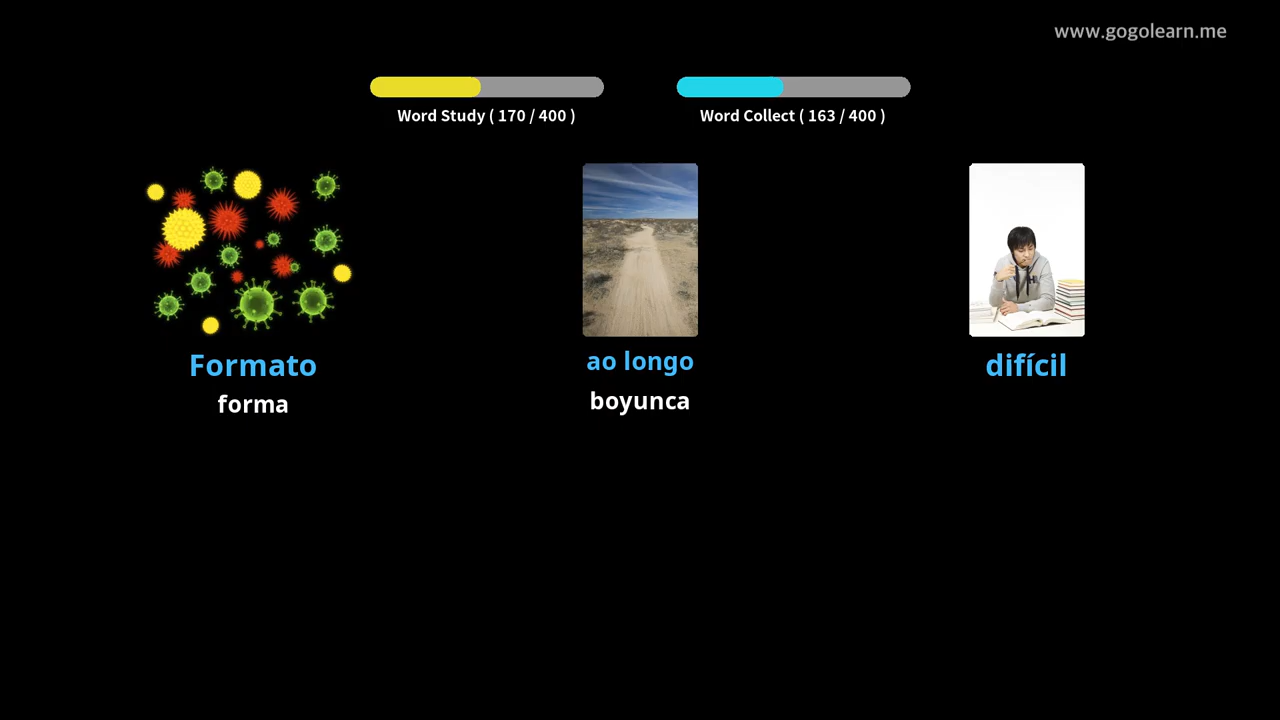 www.gogolearn.me
Word Study ( 170 / 400 )
Word Collect ( 163 / 400 )
Formato
forma
ao longo
boyunca
difícil